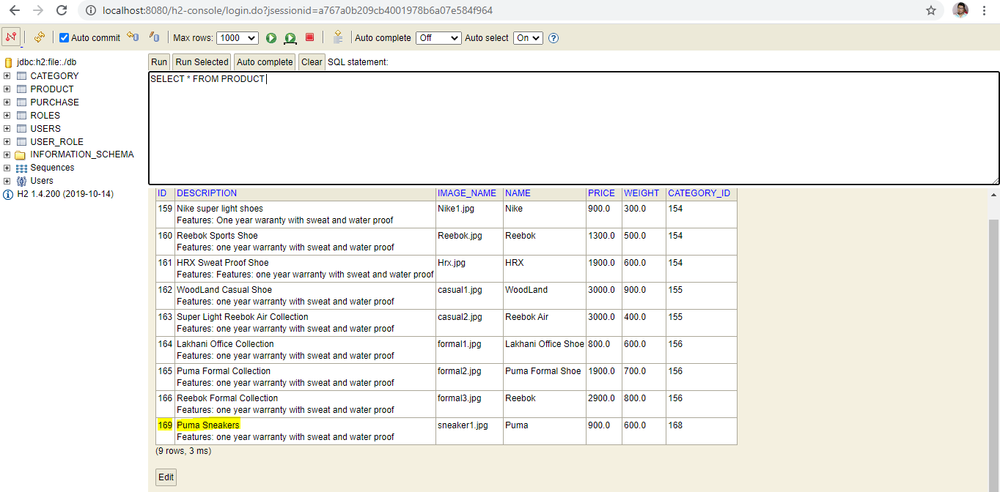 localhost:8080/h2-console/login.do?jsessionid=a767a0b209cb4001978b6a07e584f964
Auto commit Max rows: 1000 Auto complete Off Auto select On ?
jdbc:h2:file:./db
CATEGORY
PRODUCT
PURCHASE
ROLES
USERS
USER_ROLE
INFORMATION_SCHEMA
Sequences
Users
H2 1.4.200 (2019-10-14)
Run Run Selected Auto complete Clear SQL statement:
SELECT * FROM PRODUCT
ID DESCRIPTION IMAGE_NAME NAME PRICE WEIGHT CATEGORY_ID
159 Nike super light shoes Nike1.jpg Nike 900.0 300.0 154
Features: One year waranty with sweat and water proof
160 Reebok Sports Shoe Reebok.jpg Reebok 1300.0 500.0 154
Features: one year warranty with sweat and water proof
161 HRX Sweat Proof Shoe Hrx.jpg HRX 1900.0 600.0 154
Features: Features: one year warranty with sweat and water proof
162 WoodLand Casual Shoe casual1.jpg WoodLand 3000.0 900.0 155
Features: one year warranty with sweat and water proof
163 Super Light Reebok Air Collection casual2.jpg Reebok Air 3000.0 400.0 155
Features: one year warranty with sweat and water proof
164 Lakhani Office Collection formal1.jpg Lakhani Office Shoe 800.0 600.0 156
Features: one year warranty with sweat and water proof
165 Puma Formal Collection formal2.jpg Puma Formal Shoe 1900.0 700.0 156
Features: one year warranty with sweat and water proof
166 Reebok Formal Collection formal3.jpg Reebok 2900.0 800.0 156
Features: one year warranty with sweat and water proof
169 Puma Sneakers sneaker1.jpg Puma 900.0 600.0 168
Features: one year warranty with sweat and water proof
(9 rows, 3 ms)
Edit